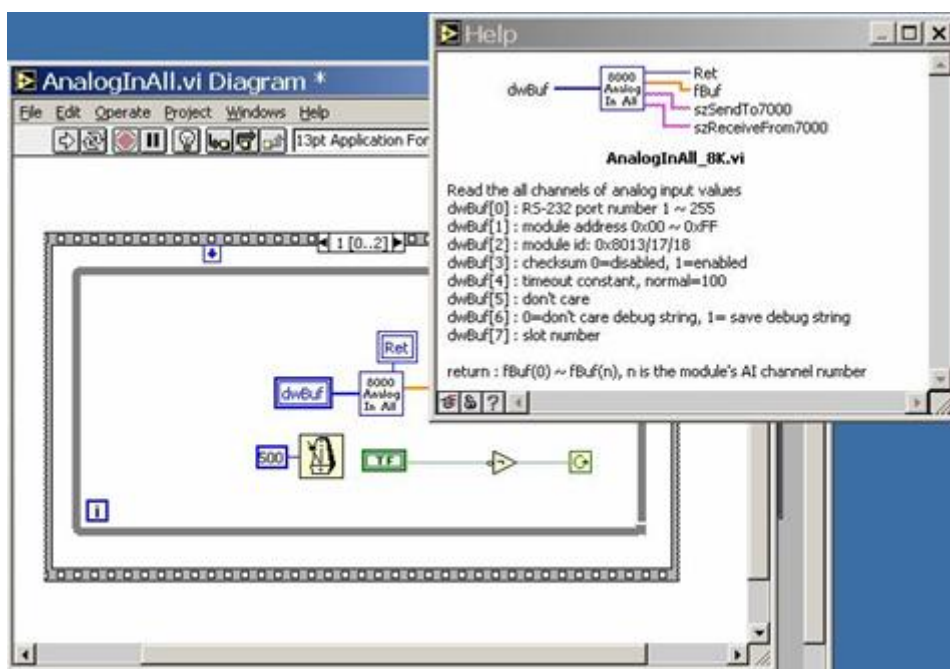 Help
8000
Analog
In All
dwBuf
Ret
fBuf
szSendTo7000
szReceiveFrom7000
AnalogInAll_8K.vi
Read the all channels of analog input values
dwBuf[0] : RS-232 port number 1 ~ 255
dwBuf[1] : module address 0x00 ~ 0xFF
dwBuf[2] : module id: 0x8013/17/18
dwBuf[3] : checksum 0=disabled, 1=enabled
dwBuf[4] : timeout constant, normal=100
dwBuf[5] : don't care
dwBuf[6] : 0=don't care debug string, 1= save debug string
dwBuf[7] : slot number
return : fBuf(0) ~ fBuf(n), n is the module's AI channel number
?
AnalogInAll.vi Diagram *
File Edit Operate Project Windows Help
13pt Application For
1 [0..2]
Ret
dwBuf
8000
Analog
In All
500
TF
i